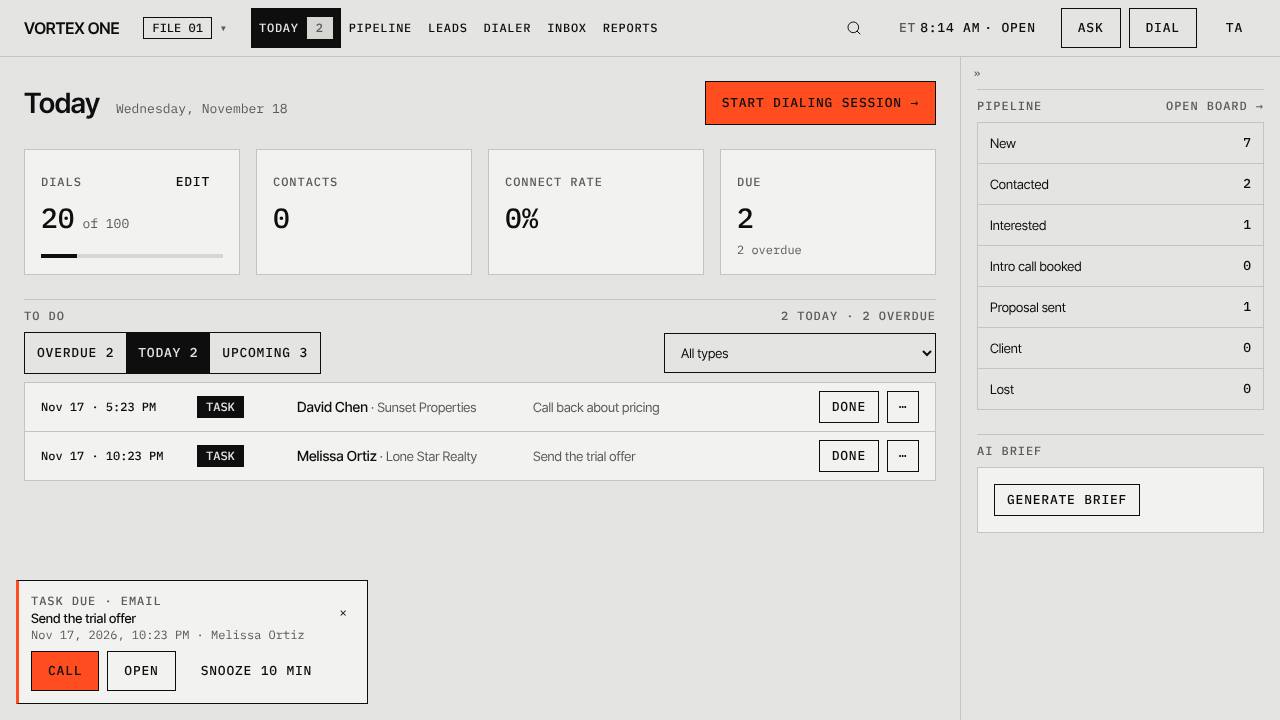 VORTEX ONE FILE 01 ▾ TODAY 2 PIPELINE LEADS DIALER INBOX REPORTS ET 8:14 AM · OPEN ASK DIAL TA
Today Wednesday, November 18 START DIALING SESSION →
DIALS EDIT
20 of 100
CONTACTS
0
CONNECT RATE
0%
DUE
2
2 overdue
TO DO 2 TODAY · 2 OVERDUE
OVERDUE 2 TODAY 2 UPCOMING 3 All types
Nov 17 · 5:23 PM TASK David Chen · Sunset Properties Call back about pricing DONE ⋯
Nov 17 · 10:23 PM TASK Melissa Ortiz · Lone Star Realty Send the trial offer DONE ⋯
TASK DUE · EMAIL
Send the trial offer ×
Nov 17, 2026, 10:23 PM · Melissa Ortiz
CALL OPEN SNOOZE 10 MIN
»
PIPELINE OPEN BOARD →
New 7
Contacted 2
Interested 1
Intro call booked 0
Proposal sent 1
Client 0
Lost 0
AI BRIEF
GENERATE BRIEF